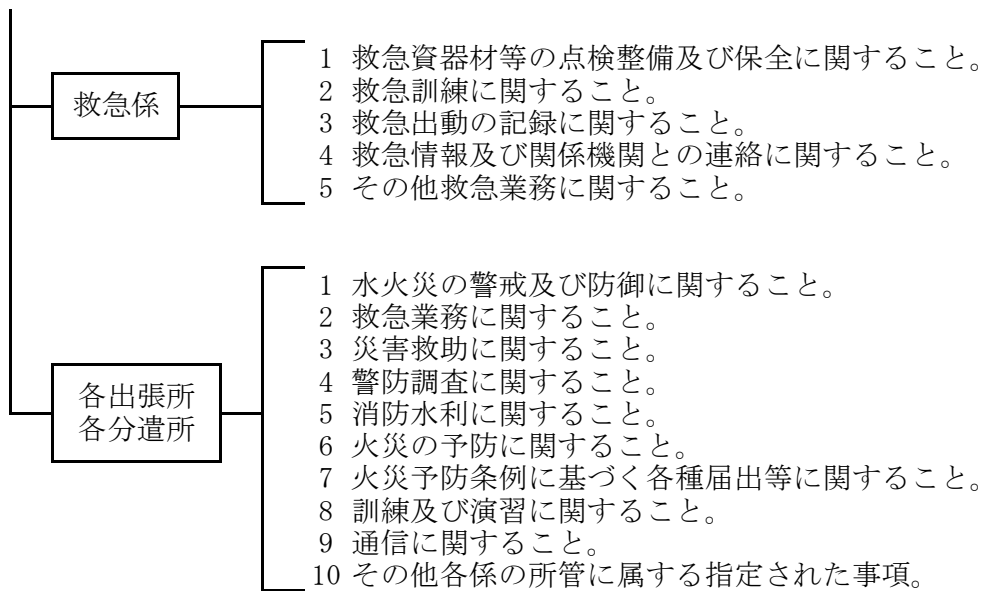 救急係
1 救急資器材等の点検整備及び保全に関すること。
2 救急訓練に関すること。
3 救急出動の記録に関すること。
4 救急情報及び関係機関との連絡に関すること。
5 その他救急業務に関すること。
各出張所
各分遣所
1 水火災の警戒及び防御に関すること。
2 救急業務に関すること。
3 災害救助に関すること。
4 警防調査に関すること。
5 消防水利に関すること。
6 火災の予防に関すること。
7 火災予防条例に基づく各種届出等に関すること。
8 訓練及び演習に関すること。
9 通信に関すること。
10 その他各係の所管に属する指定された事項。